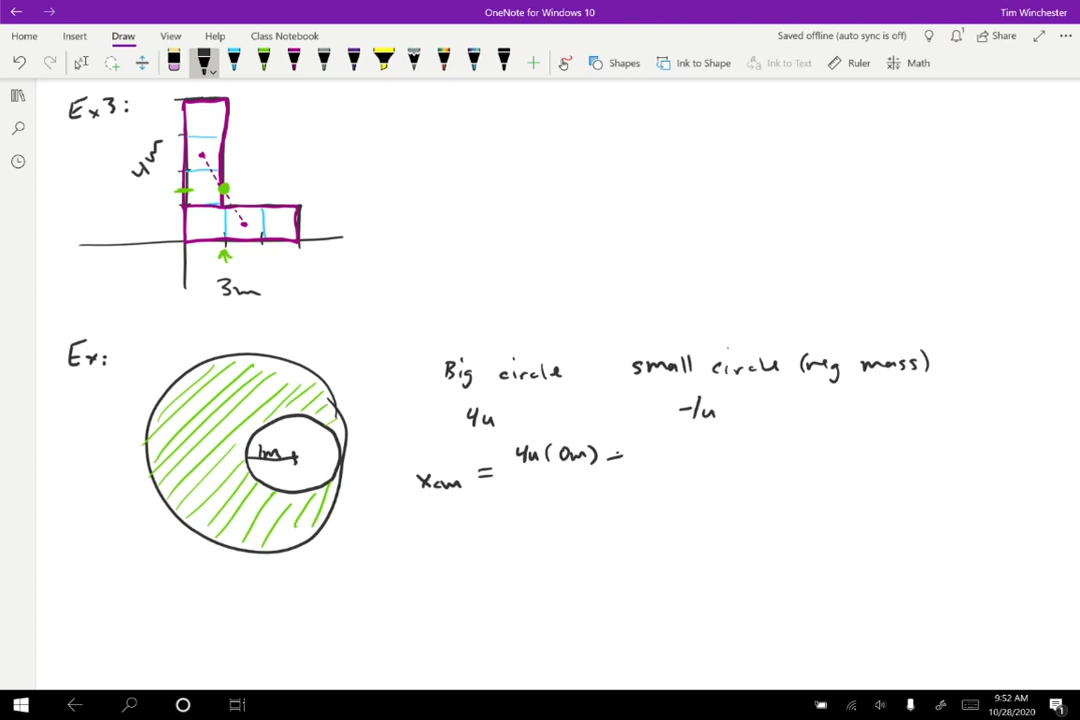 OneNote for Windows 10
Tim Winchester
Home Insert Draw View Help Class Notebook
Saved offline (auto sync is off) Share
Shapes Ink to Shape Ink to Text Ruler Math
Ex3:
4m
3m
Ex:
Big circle small circle (neg mass)
4u -1u
1m
4u(0m) -
xcm =
9:52 AM
10/28/2020
1